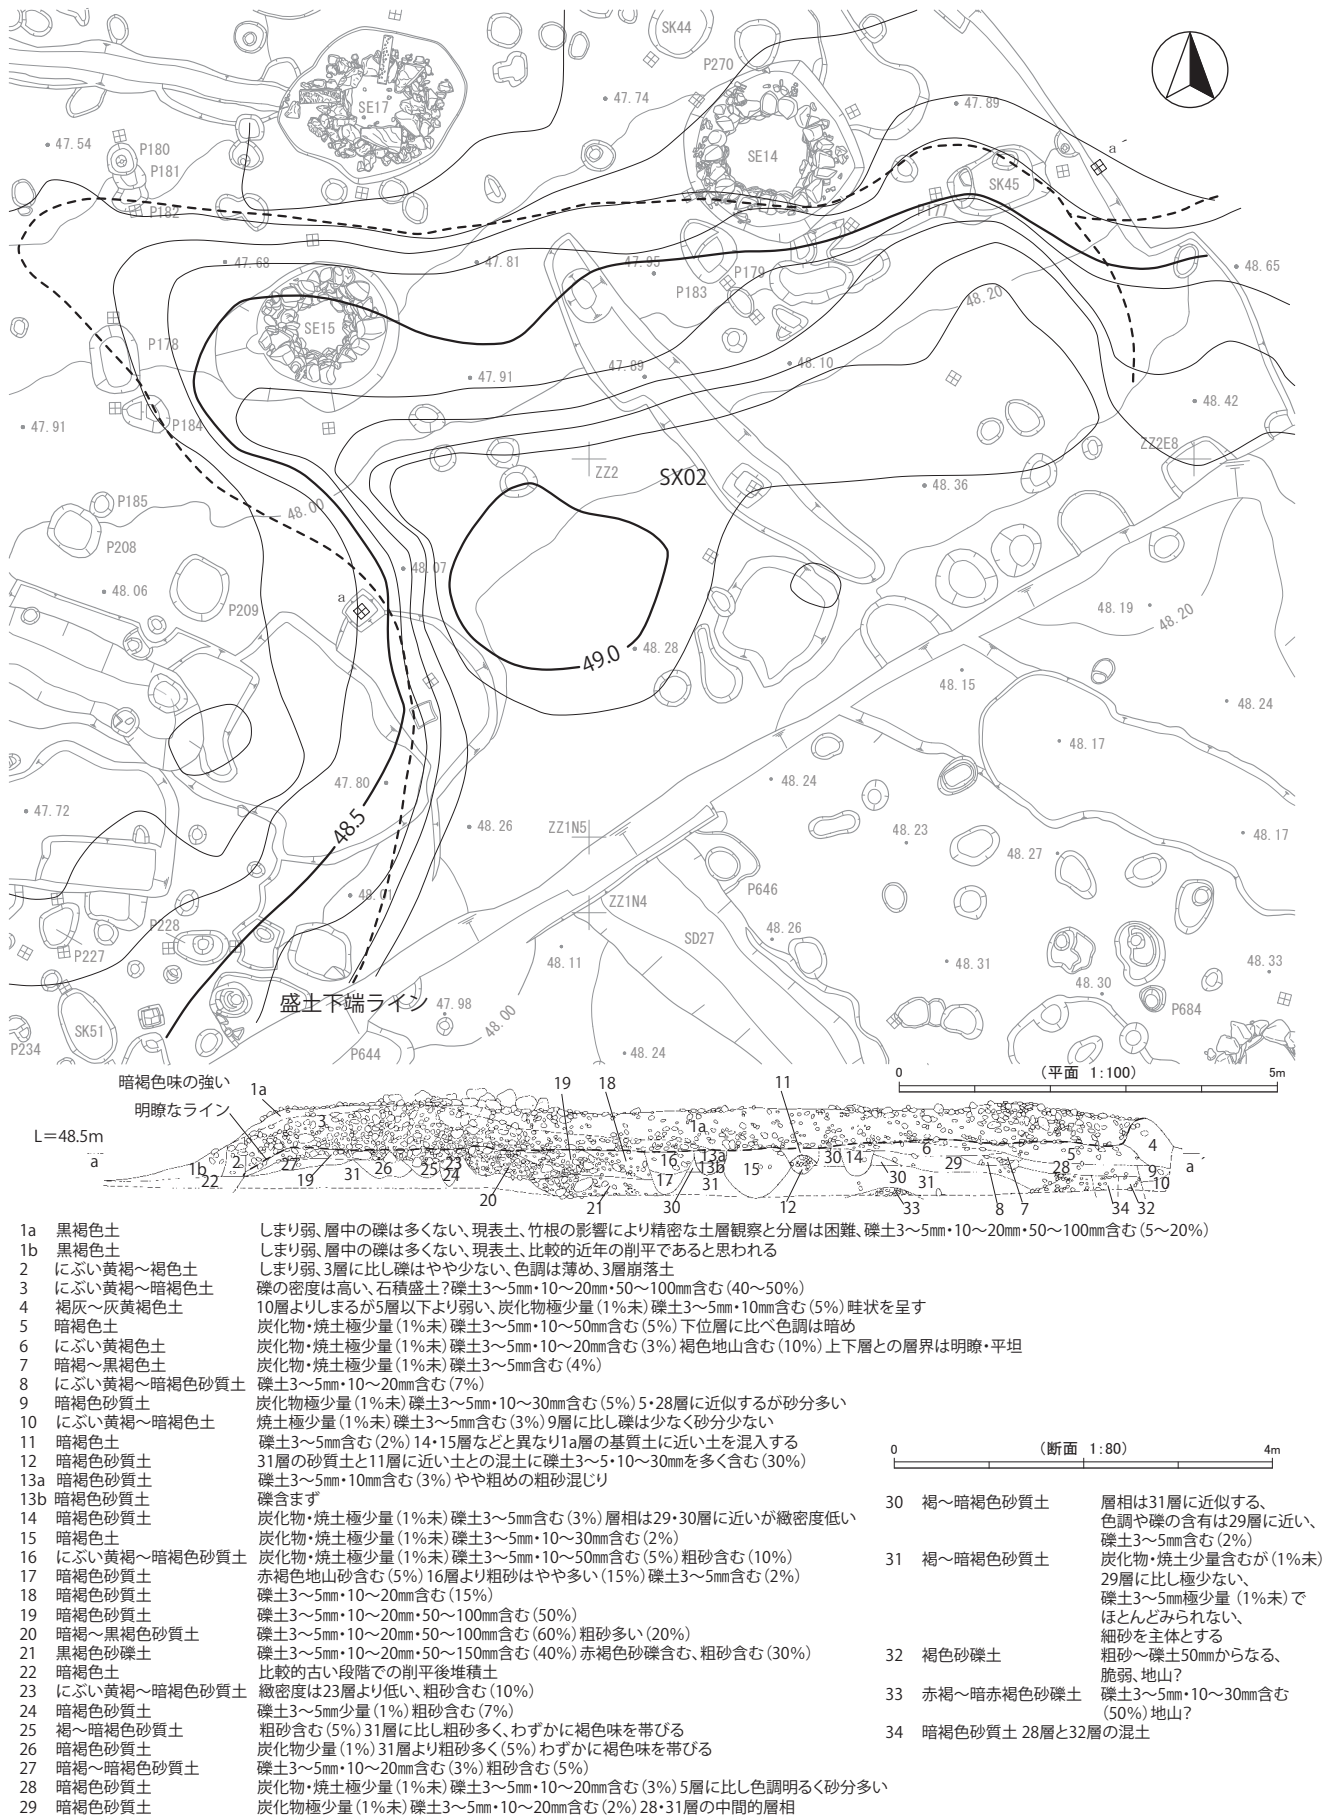 SK44
P270
SE17
47.74
47.89
47.54
P180
P181
P182
SE14
a´
SK45
P177
47.68
47.81
47.95
P179
P183
48.65
48.20
SE15
P178
47.91
47.89
48.10
P184
47.91
48.42
ZZ2E8
ZZ2
SX02
48.36
P185
48.00
P208
48.07
48.06
P209
a
48.19
48.20
48.28
49.0
48.15
48.24
48.17
47.80
48.24
47.72
48.5
48.26
ZZ1N5
48.23
48.17
48.27
P646
48.01
ZZ1N4
P228
SD27
48.26
P227
48.11
48.31
48.33
48.30
盛土下端ライン
47.98
48.00
P684
SK51
P234
P644
48.24
暗褐色味の強い
明瞭なライン
1a
19
18
11
0
(平面 1:100)
5m
L=48.5m
a
3
1a
4
1b
2
27
22
19
31
26
25
23
24
20
21
16
17
13a
13b
31
30
15
12
30
14
6
29
30
31
33
5
28
8
7
9
10
34
32
a´
1a 黒褐色土 しまり弱、層中の礫は多くない、現表土、竹根の影響により精密な土層観察と分層は困難、礫土3～5㎜・10～20㎜・50～100㎜含む(5～20%)
1b 黒褐色土 しまり弱、層中の礫は多くない、現表土、比較的近年の削平であると思われる
2 にぶい黄褐～褐色土 しまり弱、3層に比し礫はやや少ない、色調は薄め、3層崩落土
3 にぶい黄褐～暗褐色土 礫の密度は高い、石積盛土?礫土3～5㎜・10～20㎜・50～100㎜含む(40～50%)
4 褐灰～灰黄褐色土 10層よりしまるが5層以下より弱い、炭化物極少量(1%未)礫土3～5㎜・10㎜含む(5%)畦状を呈す
5 暗褐色土 炭化物・焼土極少量(1%未)礫土3～5㎜・10～50㎜含む(5%)下位層に比べ色調は暗め
6 にぶい黄褐色土 炭化物・焼土極少量(1%未)礫土3～5㎜・10～20㎜含む(3%)褐色地山含む(10%)上下層との層界は明瞭・平坦
7 暗褐～黒褐色土 炭化物・焼土極少量(1%未)礫土3～5㎜含む(4%)
8 にぶい黄褐～暗褐色砂質土 礫土3～5㎜・10～20㎜含む(7%)
9 暗褐色砂質土 炭化物極少量(1%未)礫土3～5㎜・10～30㎜含む(5%)5・28層に近似するが砂分多い
10 にぶい黄褐～暗褐色土 焼土極少量(1%未)礫土3～5㎜含む(3%)9層に比し礫は少なく砂分少ない
11 暗褐色土 礫土3～5㎜含む(2%)14・15層などと異なり1a層の基質土に近い土を混入する
12 暗褐色砂質土 31層の砂質土と11層に近い土との混土に礫土3～5・10～30㎜を多く含む(30%)
13a 暗褐色砂質土 礫土3～5㎜・10㎜含む(3%)やや粗めの粗砂混じり
13b 暗褐色砂質土 礫含まず
14 暗褐色砂質土 炭化物・焼土極少量(1%未)礫土3～5㎜含む(3%)層相は29・30層に近いが緻密度低い
15 暗褐色土 炭化物・焼土極少量(1%未)礫土3～5㎜・10～30㎜含む(2%)
16 にぶい黄褐～暗褐色砂質土 炭化物・焼土極少量(1%未)礫土3～5㎜・10～50㎜含む(5%)粗砂含む(10%)
17 暗褐色砂質土 赤褐色地山砂含む(5%)16層より粗砂はやや多い(15%)礫土3～5㎜含む(2%)
18 暗褐色砂質土 礫土3～5㎜・10～20㎜含む(15%)
19 暗褐色砂質土 礫土3～5㎜・10～20㎜・50～100㎜含む(50%)
20 暗褐～黒褐色砂質土 礫土3～5㎜・10～20㎜・50～100㎜含む(60%)粗砂多い(20%)
21 黒褐色砂礫土 礫土3～5㎜・10～20㎜・50～150㎜含む(40%)赤褐色砂礫含む、粗砂含む(30%)
22 暗褐色土 比較的古い段階での削平後堆積土
23 にぶい黄褐～暗褐色砂質土 緻密度は23層より低い、粗砂含む(10%)
24 暗褐色砂質土 礫土3～5㎜少量(1%)粗砂含む(7%)
25 褐～暗褐色砂質土 粗砂含む(5%)31層に比し粗砂多く、わずかに褐色味を帯びる
26 暗褐色砂質土 炭化物少量(1%)31層より粗砂多く(5%)わずかに褐色味を帯びる
27 暗褐～暗褐色砂質土 礫土3～5㎜・10～20㎜含む(3%)粗砂含む(5%)
28 暗褐色砂質土 炭化物・焼土極少量(1%未)礫土3～5㎜・10～20㎜含む(3%)5層に比し色調明るく砂分多い
29 暗褐色砂質土 炭化物極少量(1%未)礫土3～5㎜・10～20㎜含む(2%)28・31層の中間的層相
0
(断面 1:80)
4m
30 褐～暗褐色砂質土 層相は31層に近似する、
色調や礫の含有は29層に近い、
礫土3～5㎜含む(2%)
31 褐～暗褐色砂質土 炭化物・焼土少量含むが(1%未)
29層に比し極少ない、
礫土3～5㎜極少量(1%未)で
ほとんどみられない、
細砂を主体とする
32 褐色砂礫土 粗砂～礫土50㎜からなる、
脆弱、地山?
33 赤褐～暗赤褐色砂礫土 礫土3～5㎜・10～30㎜含む
(50%)地山?
34 暗褐色砂質土 28層と32層の混土